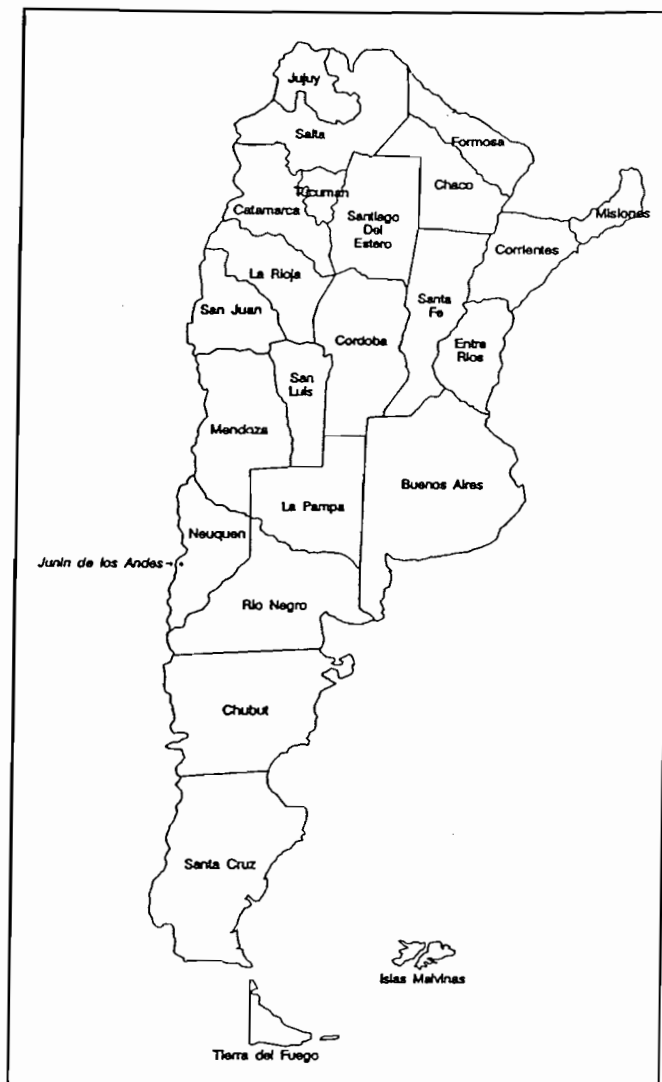 Jujuy
Salta
Formosa
Chaco
Tucuman
Catamarca
Santiago
Del
Estero
Misiones
Corrientes
La Rioja
San Juan
Santa
Fe
Cordoba
Entre
Rios
San
Luis
Mendoza
Buenos Aires
La Pampa
Neuquen
Junin de los Andes
Rio Negro
Chubut
Santa Cruz
Islas Malvinas
Tierra del Fuego